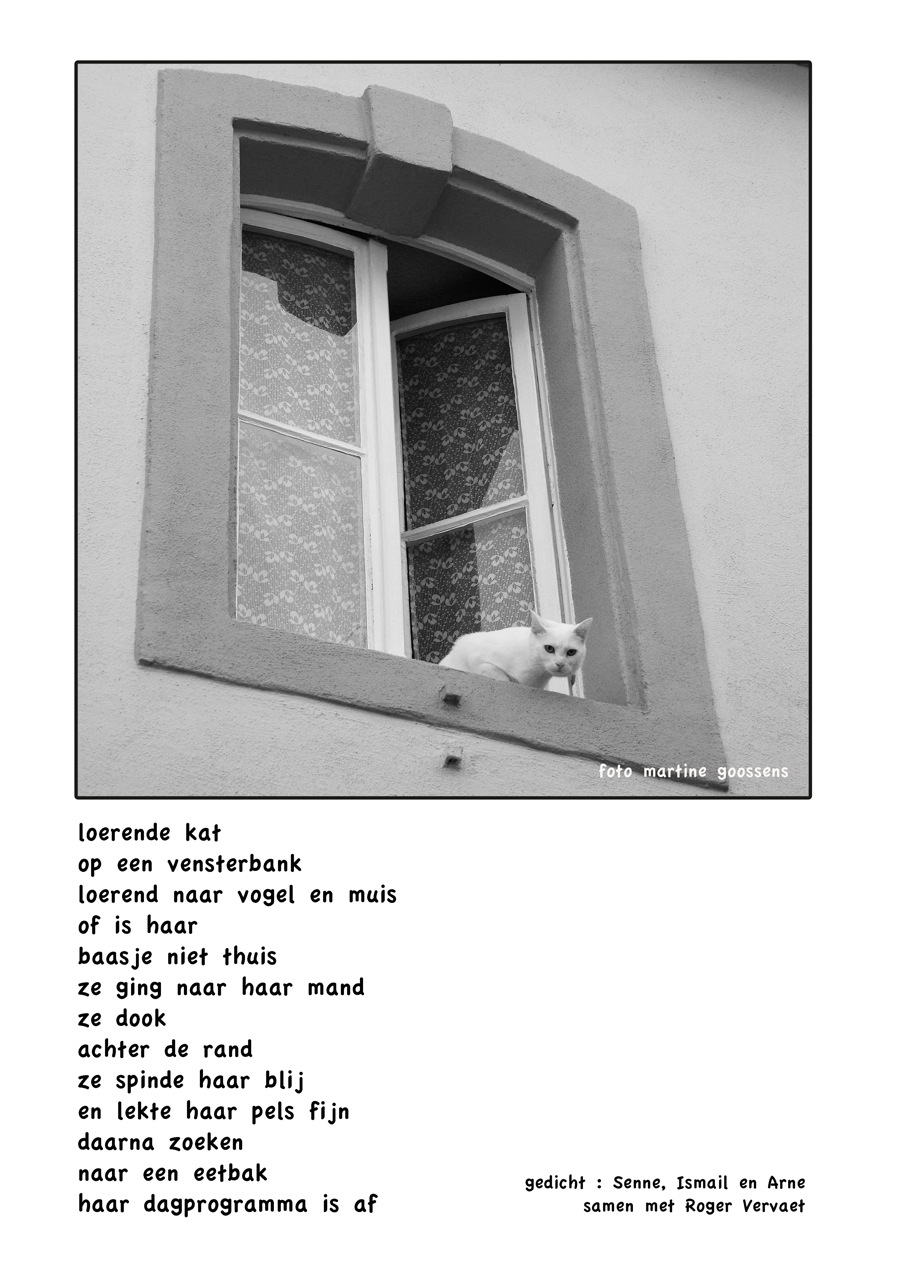 foto martine goossens
loerende kat
op een vensterbank
loerend naar vogel en muis
of is haar
baasje niet thuis
ze ging naar haar mand
ze dook
achter de rand
ze spinde haar blij
en lekte haar pels fijn
daarna zoeken
naar een eetbak
haar dagprogramma is af
gedicht : Senne, Ismail en Arne
samen met Roger Vervaet